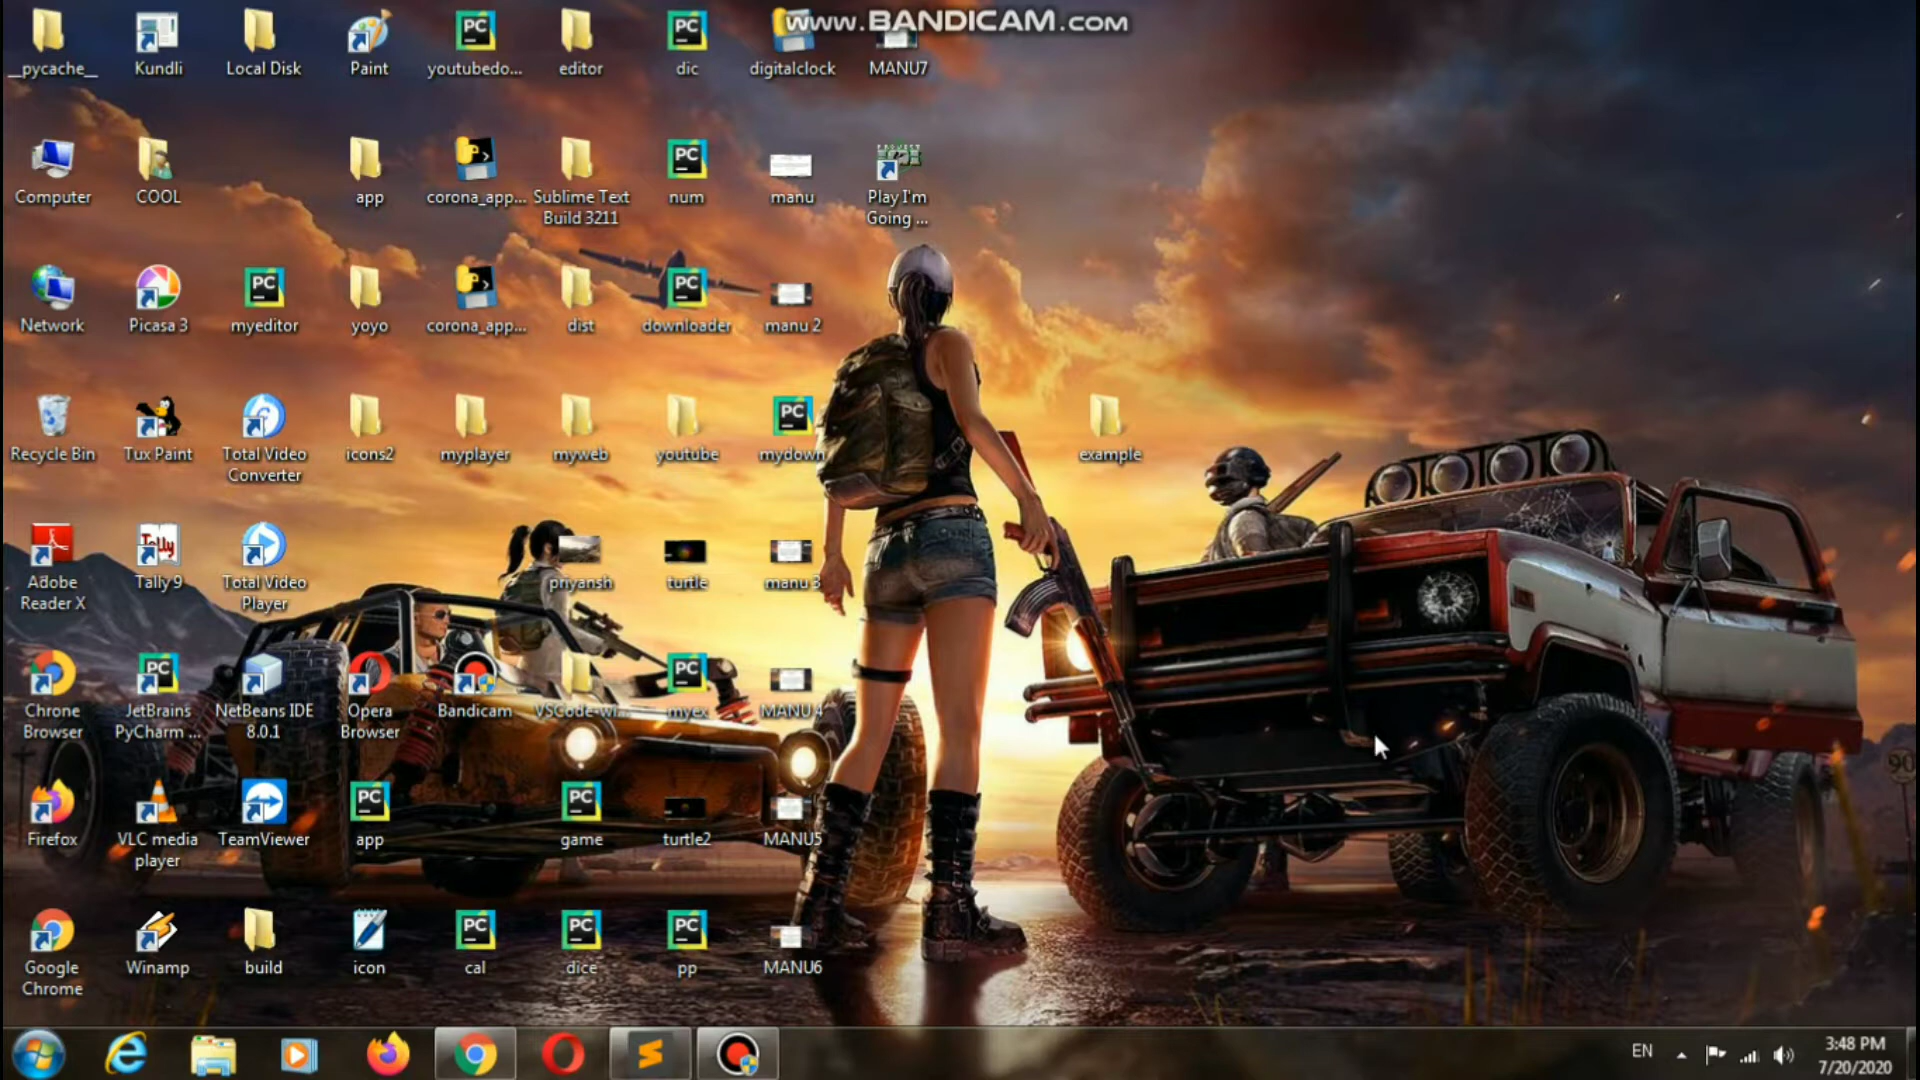 www.BANDICAM.com
__pycache__
Kundli
Local Disk
Paint
youtubedo...
editor
dic
digitalclock
MANU7
Computer
COOL
app
corona_app...
Sublime Text
Build 3211
num
manu
Play I'm
Going ...
Network
Picasa 3
myeditor
yoyo
corona_app...
dist
downloader
manu 2
Recycle Bin
Tux Paint
Total Video
Converter
icons2
myplayer
myweb
youtube
mydown
example
Adobe
Reader X
Tally 9
Total Video
Player
priyansh
turtle
manu 3
Chrome
Browser
JetBrains
PyCharm ...
NetBeans IDE
8.0.1
Opera
Browser
Bandicam
VSCode-wi...
myex
MANU 4
Firefox
VLC media
player
TeamViewer
app
game
turtle2
MANU5
Google
Chrome
Winamp
build
icon
cal
dice
pp
MANU6
EN
3:48 PM
7/20/2020